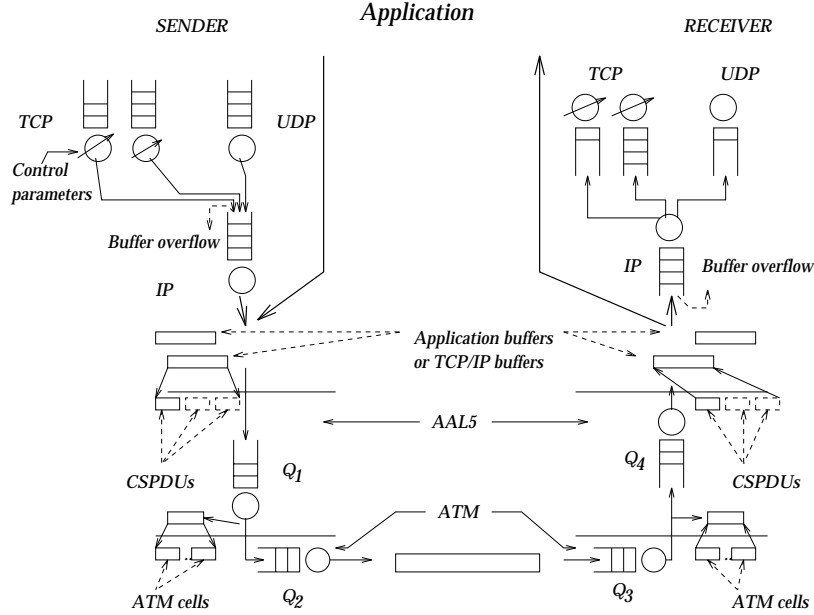 Application
SENDER
RECEIVER
TCP
UDP
TCP
UDP
Control
parameters
Buffer overflow
IP
IP
Buffer overflow
Application buffers
or TCP/IP buffers
AAL5
CSPDUs
Q1
Q4
CSPDUs
ATM
Q2
Q3
ATM cells
ATM cells